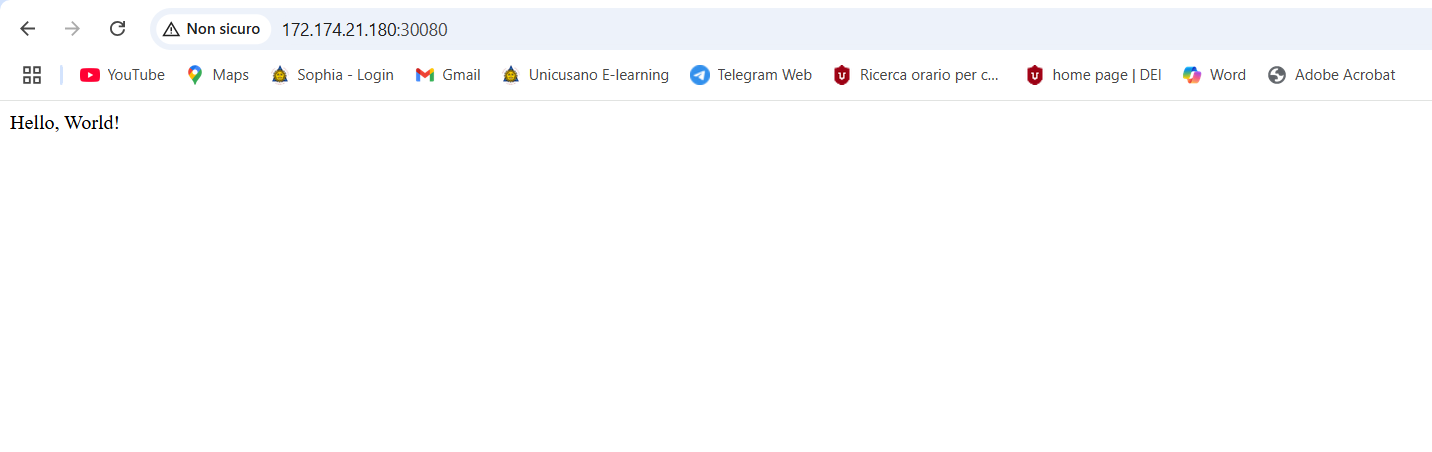 Non sicuro 172.174.21.180:30080
YouTube Maps Sophia - Login Gmail Unicusano E-learning Telegram Web Ricerca orario per c... home page | DEI Word Adobe Acrobat
Hello, World!